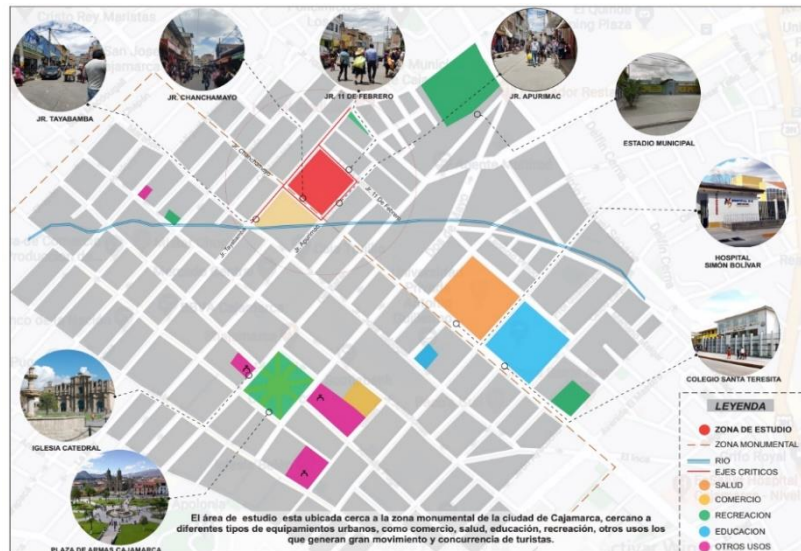 JR. TAYABAMBA
JR. CHANCHAMAYO
JR. 11 DE FEBRERO
JR. APURIMAC
ESTADIO MUNICIPAL
HOSPITAL
SIMÓN BOLÍVAR
COLEGIO SANTA TERESITA
IGLESIA CATEDRAL
PLAZA DE ARMAS CAJAMARCA
LEYENDA
ZONA DE ESTUDIO
ZONA MONUMENTAL
RIO
EJES CRITICOS
SALUD
COMERCIO
RECREACION
EDUCACION
OTROS USOS
El área de estudio esta ubicada cerca a la zona monumental de la ciudad de Cajamarca, cercano a
diferentes tipos de equipamientos urbanos, como comercio, salud, educación, recreación, otros usos los
que generan gran movimiento y concurrencia de turistas.